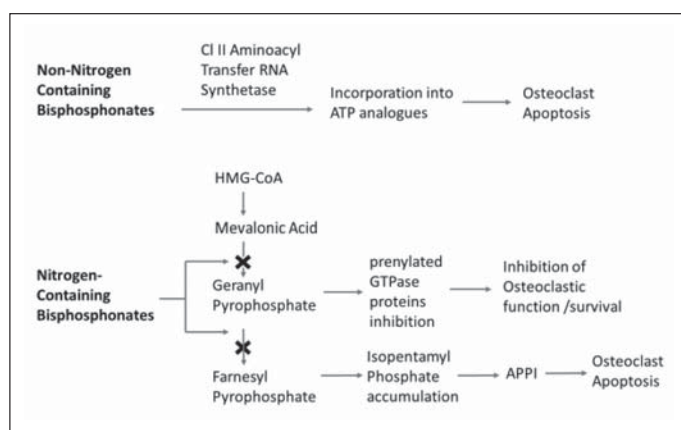 Cl II Aminoacyl
Transfer RNA
Synthetase
Non-Nitrogen
Containing
Bisphosphonates
Incorporation into
ATP analogues
Osteoclast
Apoptosis
HMG-CoA
Mevalonic Acid
Nitrogen-
Containing
Bisphosphonates
Geranyl
Pyrophosphate
prenylated
GTPase
proteins
inhibition
Inhibition of
Osteoclastic
function /survival
Farnesyl
Pyrophosphate
Isopentamyl
Phosphate
accumulation
APPI
Osteoclast
Apoptosis